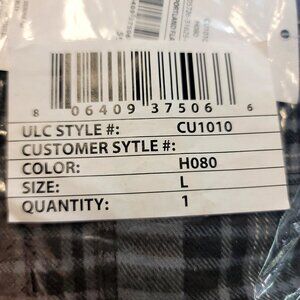 8 06409 37506 6
ULC STYLE #: CU1010
CUSTOMER SYTLE #:
COLOR: H080
SIZE: L
QUANTITY: 1